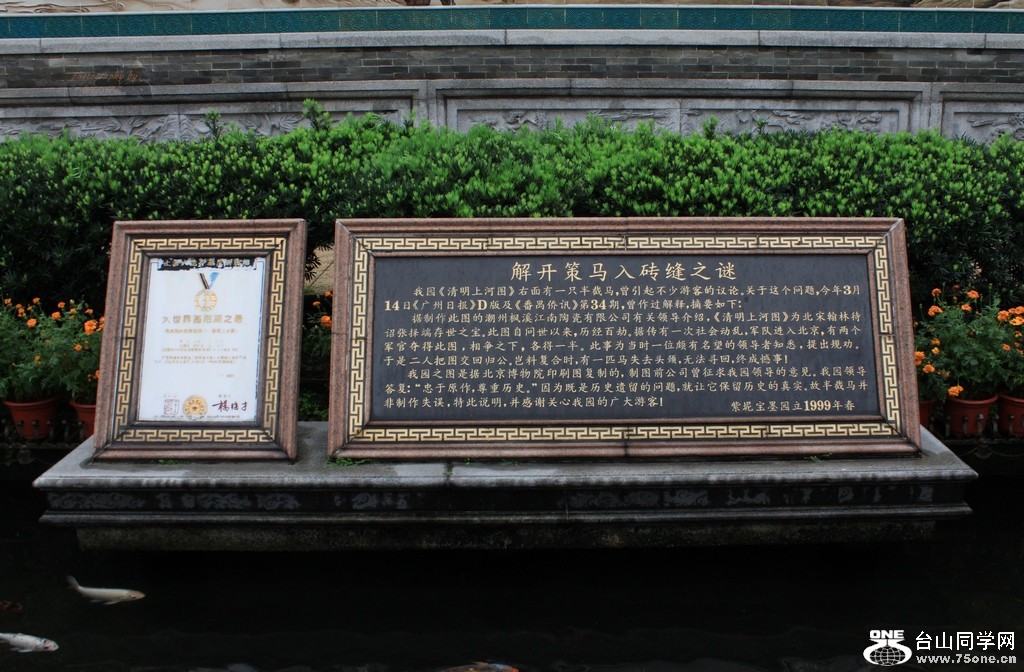 大世界基尼斯之最
解开策马入砖缝之谜
我园《清明上河图》右面有一只半截马，曾引起不少游客的议论。关于这个问题，今年3月
14日《广州日报》D版及《番禺侨讯》第34期，曾作过解释，摘要如下：
据制作此图的潮州枫溪江南陶瓷有限公司有关领导介绍，《清明上河图》为北宋翰林待
诏张择端存世之宝。此图自问世以来，历经百劫。据传有一次社会动乱，军队进入北京，有两个
军官夺得此图，相争之下，各得一半。此事为当时一位颇有名望的领导者知悉，提出规劝。
于是二人把图交回归公。岂料复合时，有一匹马失去头颅，无法寻回，终成撼事！
我园之图是据北京博物院印刷图复制的，制图前公司曾征求我园领导的意见。我园领导
答复：“忠于原作，尊重历史。”因为既是历史遗留的问题，就让它保留历史的真实。故半截马并
非制作失误，特此说明，并感谢关心我园的广大游客！
紫坭宝墨园立1999年春
ONE
台山同学网
www.75one.cn